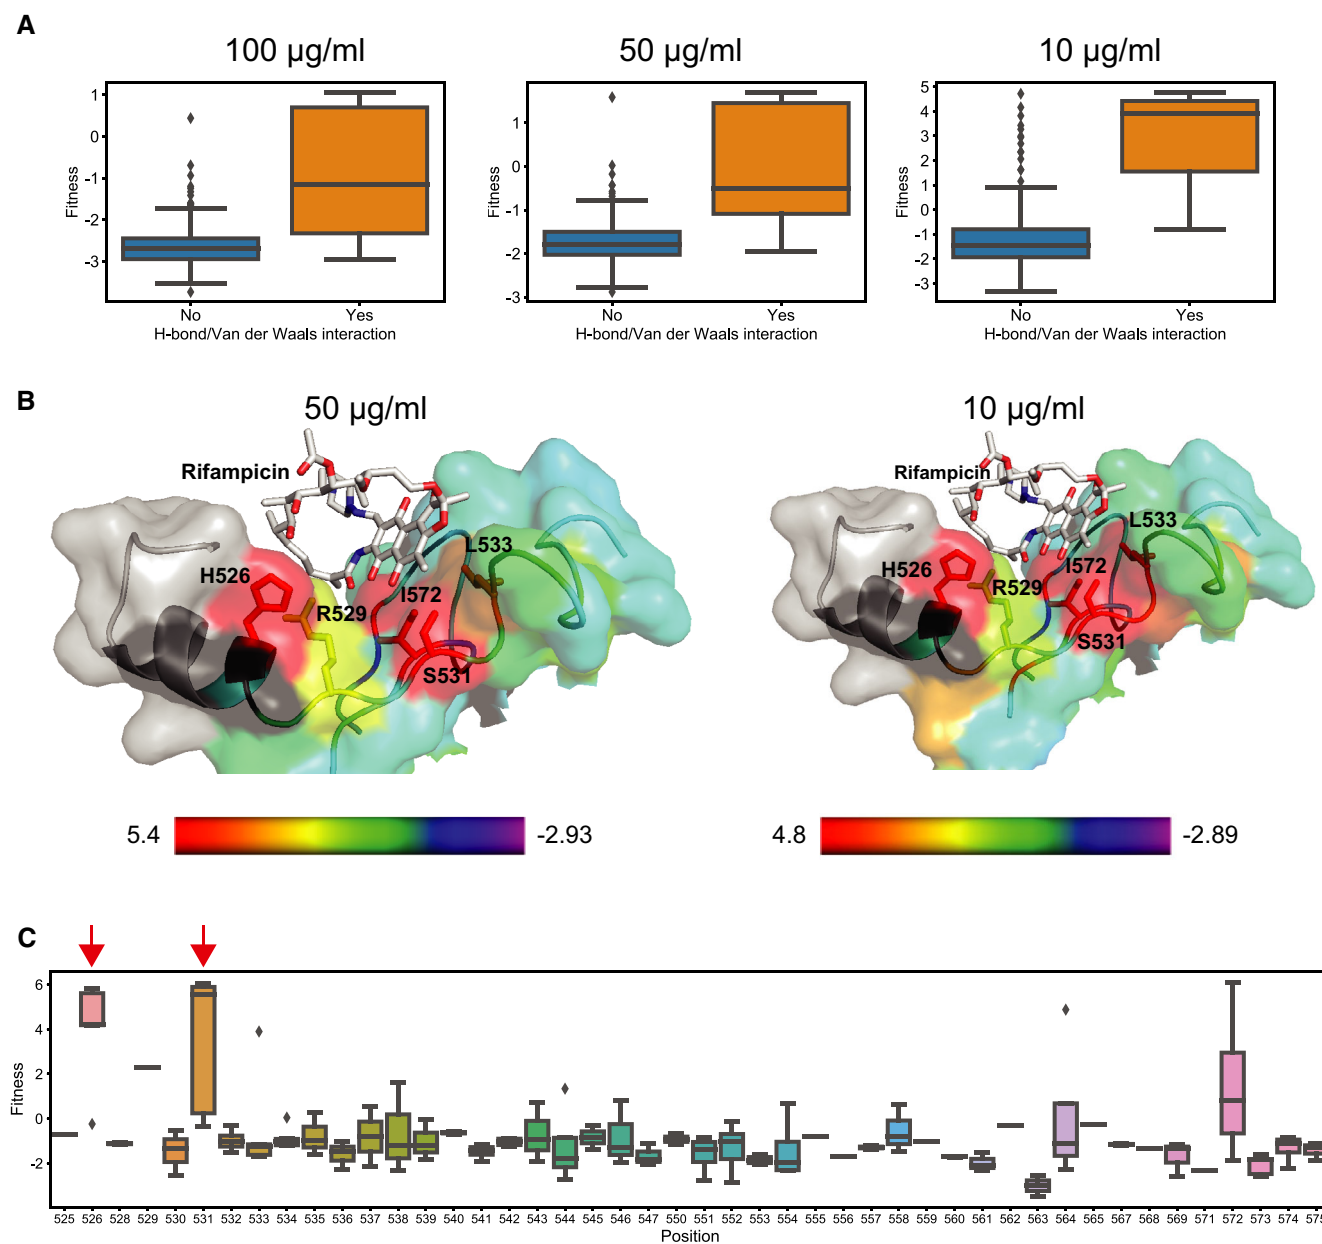 A
100 µg/ml
50 µg/ml
10 µg/ml
Fitness
1
0
-1
-2
-3
No
Yes
H-bond/Van der Waals interaction
Fitness
1
0
-1
-2
-3
No
Yes
H-bond/Van der Waals interaction
Fitness
5
4
3
2
1
0
-1
-2
-3
No
Yes
H-bond/Van der Waals interaction
B
50 µg/ml
10 µg/ml
Rifampicin
H526
R529
I572
L533
S531
Rifampicin
H526
R529
I572
L533
S531
5.4
-2.93
4.8
-2.89
C
Fitness
6
4
2
0
-2
525 526 528 529 530 531 532 533 534 535 536 537 538 539 540 541 542 543 544 545 546 547 550 551 552 553 554 555 556 557 558 559 560 561 562 563 564 565 567 568 569 571 572 573 574 575
Position